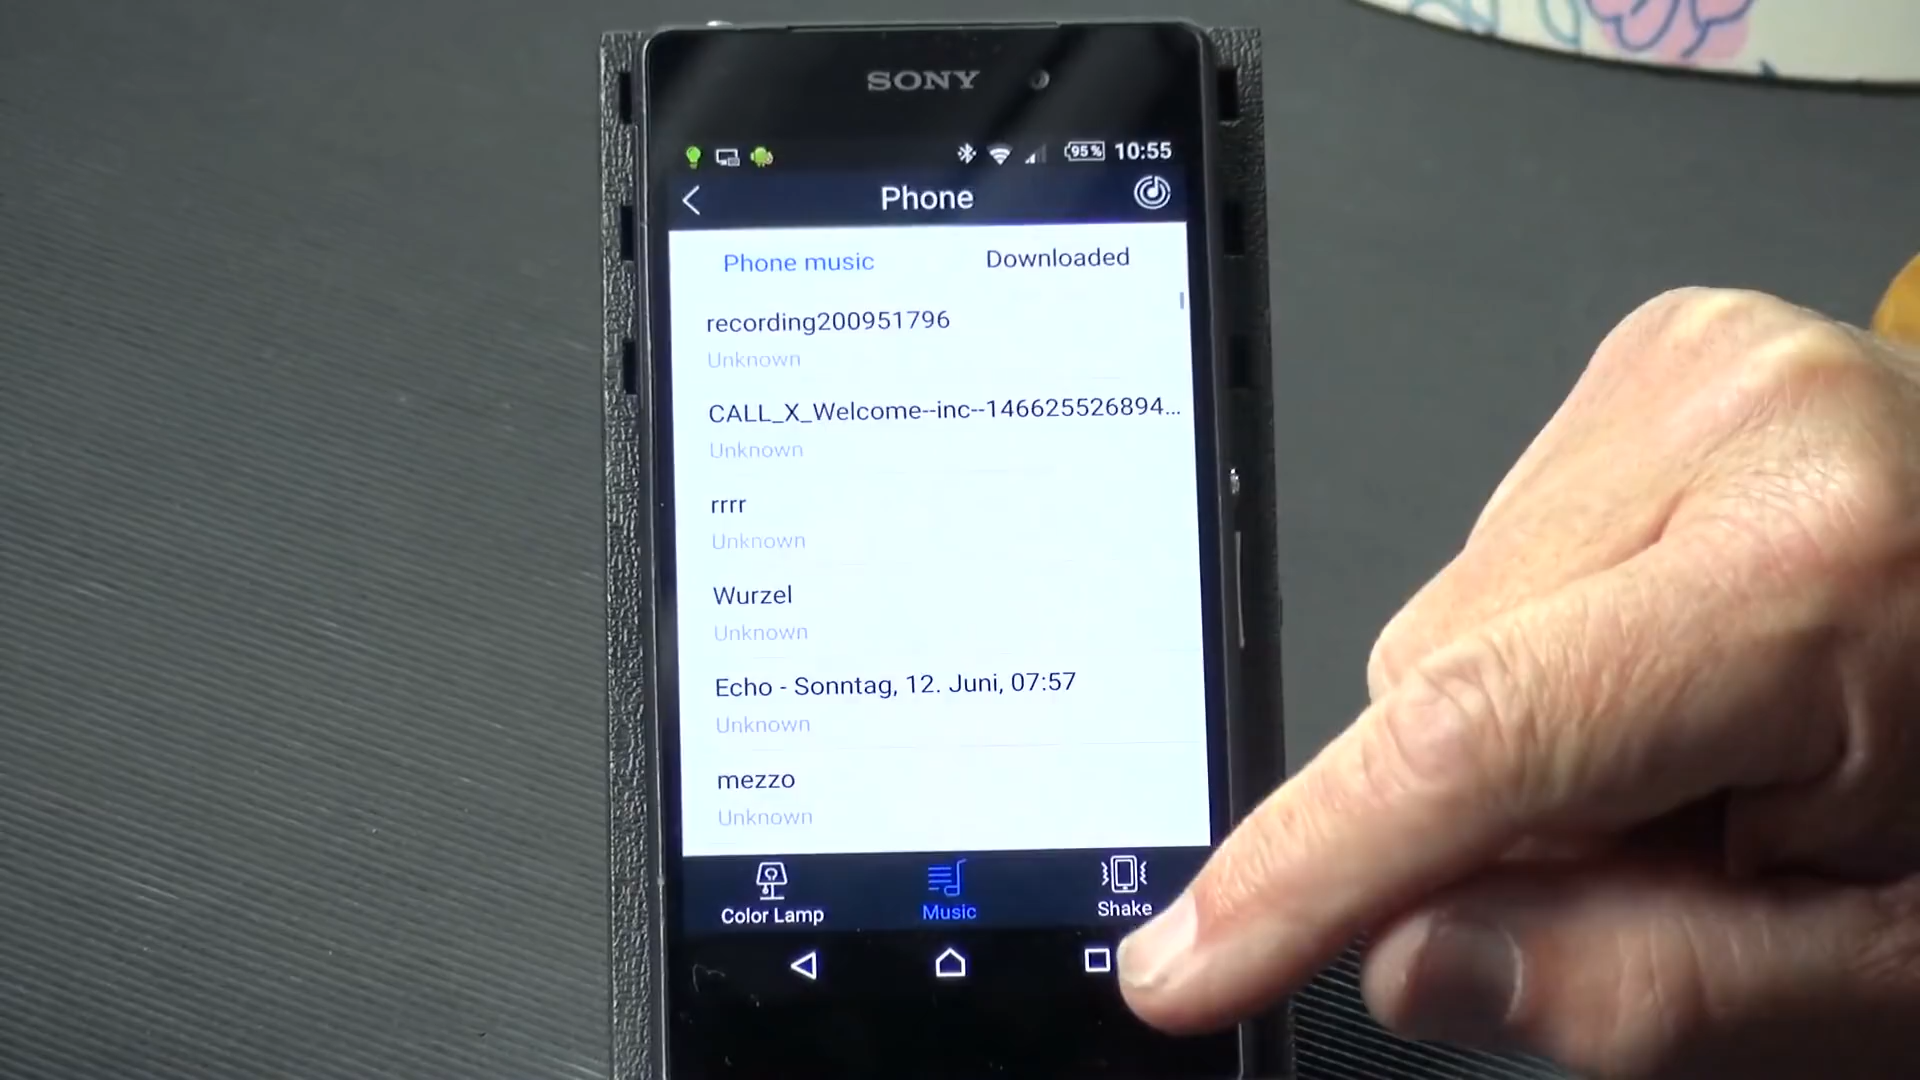 SONY
95% 10:55
Phone
Phone music Downloaded
recording200951796
Unknown
CALL_X_Welcome--inc--146625526894...
Unknown
rrrr
Unknown
Wurzel
Unknown
Echo - Sonntag, 12. Juni, 07:57
Unknown
mezzo
Unknown
Color Lamp Music Shake